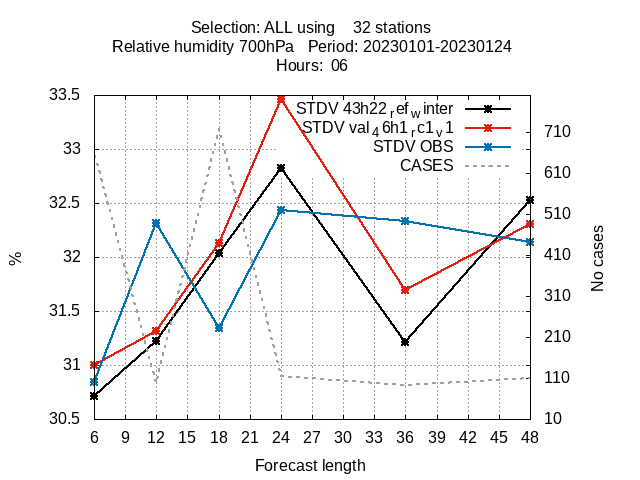 Selection: ALL using    32 stations
Relative humidity 700hPa   Period: 20230101-20230124
Hours:  06
33.5
33
32.5
32
31.5
31
30.5
%
STDV 43h22ᵣefwinter
STDV val₄6h1ᵣc1ᵥ1
STDV OBS
CASES
710
610
510
410
310
210
110
10
No cases
6 9 12 15 18 21 24 27 30 33 36 39 42 45 48
Forecast length